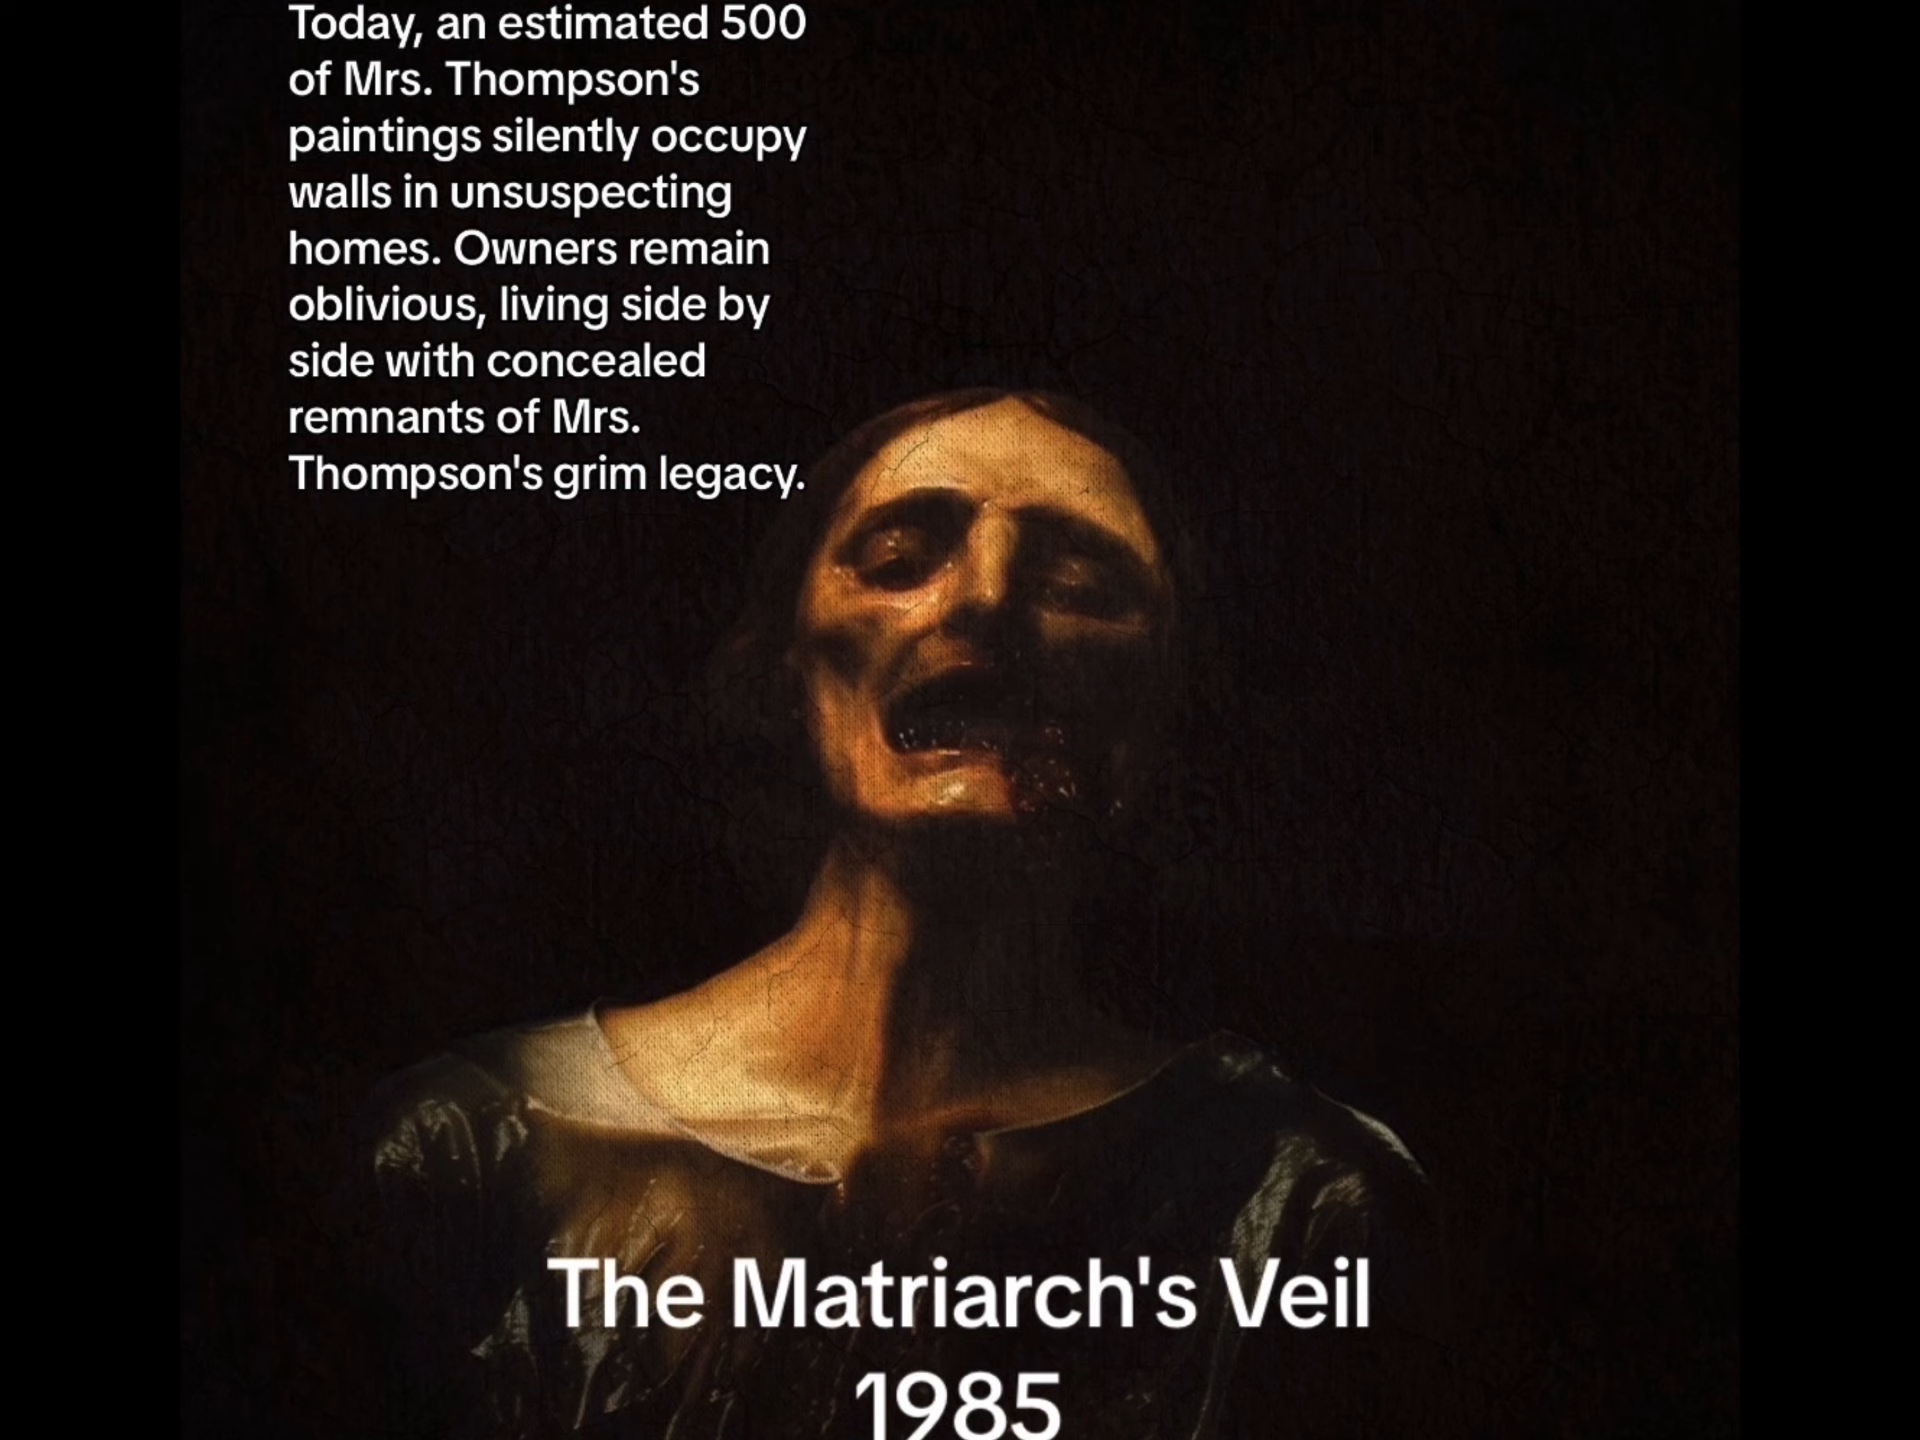 Today, an estimated 500
of Mrs. Thompson's
paintings silently occupy
walls in unsuspecting
homes. Owners remain
oblivious, living side by
side with concealed
remnants of Mrs.
Thompson's grim legacy.
The Matriarch's Veil
1985